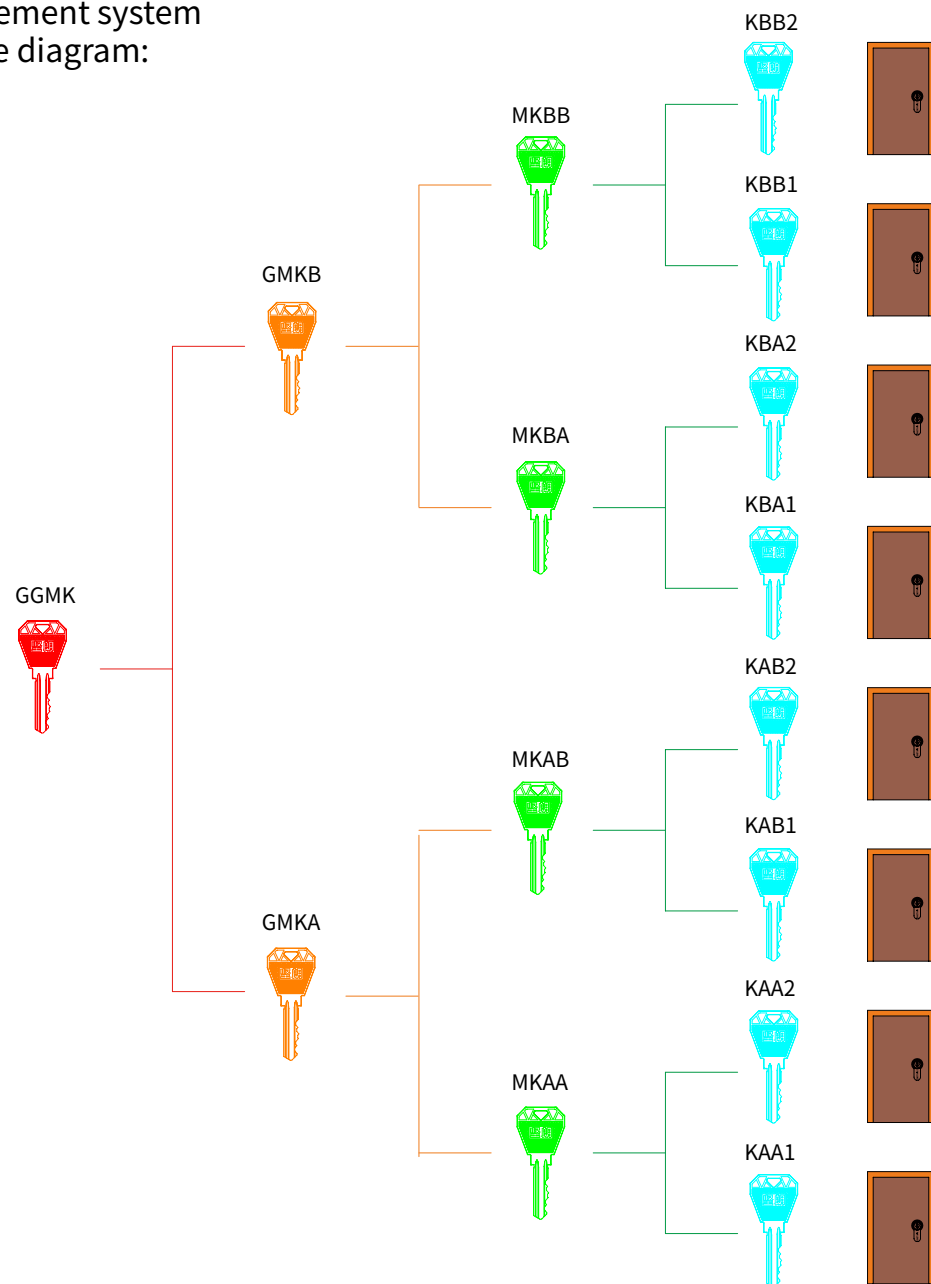 ement system
e diagram:
KBB2
MKBB
KBB1
GMKB
KBA2
MKBA
KBA1
GGMK
KAB2
MKAB
KAB1
GMKA
KAA2
MKAA
KAA1